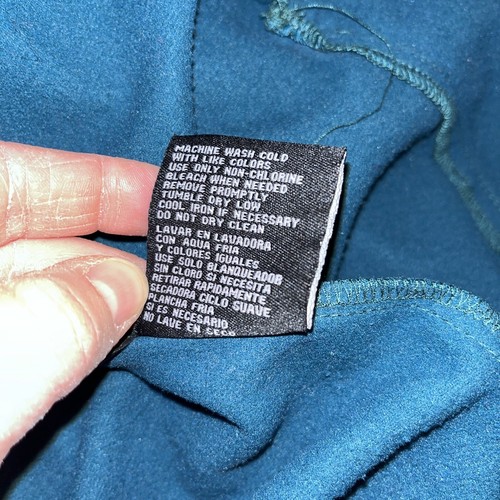 MACHINE WASH COLD
WITH LIKE COLORS
USE ONLY NON-CHLORINE
BLEACH WHEN NEEDED
REMOVE PROMPTLY
TUMBLE DRY LOW
COOL IRON IF NECESSARY
DO NOT DRY CLEAN
LAVAR EN LAVADORA
CON AQUA FRIA
Y COLORES IGUALES
USE SOLO BLANQUEADOR
SIN CLORO SI NECESITA
RETIRAR RAPIDAMENTE
SECADORA CICLO SUAVE
PLANCHA FRIA
SI ES NECESARIO
NO LAVE EN SECO